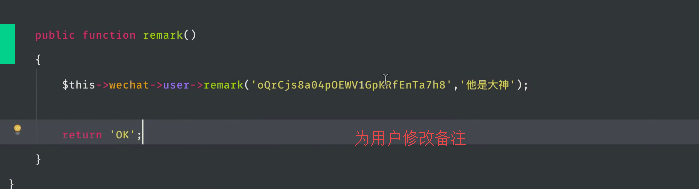 public function remark()
{
$this->wechat->user->remark('oQrCjs8a04pOEWV1GpKRfEnTa7h8','他是大神');
return 'OK';
为用户修改备注
}
}